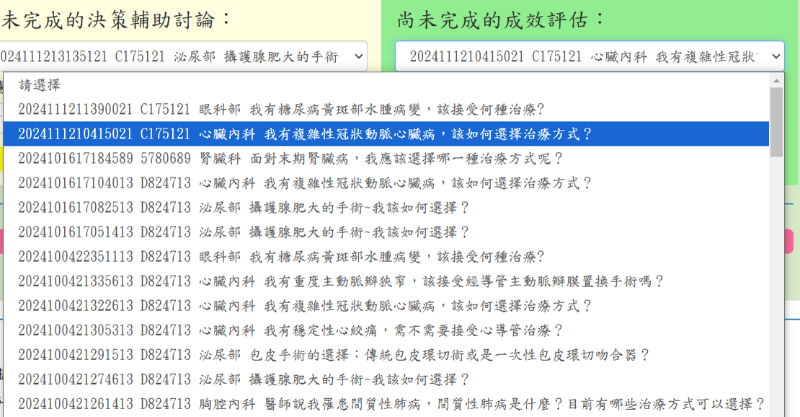 未完成的決策輔助討論：
尚未完成的成效評估：
024111213135121 C175121 泌尿部 攝護腺肥大的手術
2024111210415021 C175121 心臟內科 我有複雜性冠狀
請選擇
2024111211390021 C175121 眼科部 我有糖尿病黃斑部水腫病變，該接受何種治療?
2024111210415021 C175121 心臟內科 我有複雜性冠狀動脈心臟病，該如何選擇治療方式？
2024101617184589 5780689 腎臟科 面對末期腎臟病，我應該選擇哪一種治療方式呢？
2024101617104013 D824713 心臟內科 我有複雜性冠狀動脈心臟病，該如何選擇治療方式？
2024101617082513 D824713 泌尿部 攝護腺肥大的手術~我該如何選擇？
2024101617051413 D824713 泌尿部 攝護腺肥大的手術~我該如何選擇？
2024100422351113 D824713 眼科部 我有糖尿病黃斑部水腫病變，該接受何種治療?
2024100421335613 D824713 心臟內科 我有重度主動脈瓣狹窄，該接受經導管主動脈瓣膜置換手術嗎？
2024100421322613 D824713 心臟內科 我有複雜性冠狀動脈心臟病，該如何選擇治療方式？
2024100421305313 D824713 心臟內科 我有穩定性心絞痛，需不需要接受心導管治療？
2024100421291513 D824713 泌尿部 包皮手術的選擇：傳統包皮環切術或是一次性包皮環切吻合器？
2024100421274613 D824713 泌尿部 攝護腺肥大的手術~我該如何選擇？
2024100421261413 D824713 胸腔內科 醫師說我罹患間質性肺病，間質性肺病是什麼？目前有哪些治療方式可以選擇？